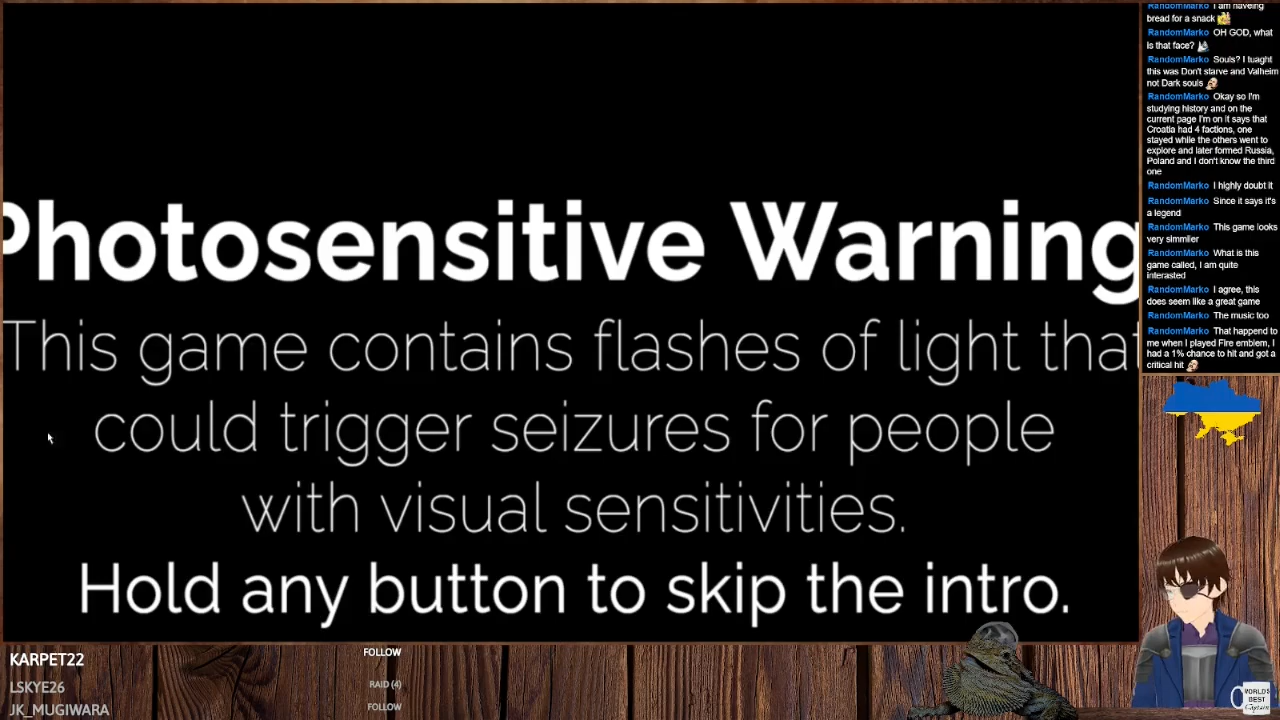 Photosensitive Warning
This game contains flashes of light that
could trigger seizures for people
with visual sensitivities.
Hold any button to skip the intro.
RandomMarko I am haveing
bread for a snack
RandomMarko OH GOD, what
is that face?
RandomMarko Souls? I tuaght
this was Don't starve and Valheim
not Dark souls
RandomMarko Okay so I'm
studying history and on the
current page I'm on it says that
Croatia had 4 factions, one
stayed while the others went to
explore and later formed Russia,
Poland and I don't know the third
one
RandomMarko I highly doubt it
RandomMarko Since it says it's
a legend
RandomMarko This game looks
very simmiler
RandomMarko What is this
game called, I am quite
interasted
RandomMarko I agree, this
does seem like a great game
RandomMarko The music too
RandomMarko That happend to
me when I played Fire emblem, I
had a 1% chance to hit and got a
critical hit
KARPET22 FOLLOW
LSKYE26 RAID (4)
JK_MUGIWARA FOLLOW
WORLD'S
BEST
Captain